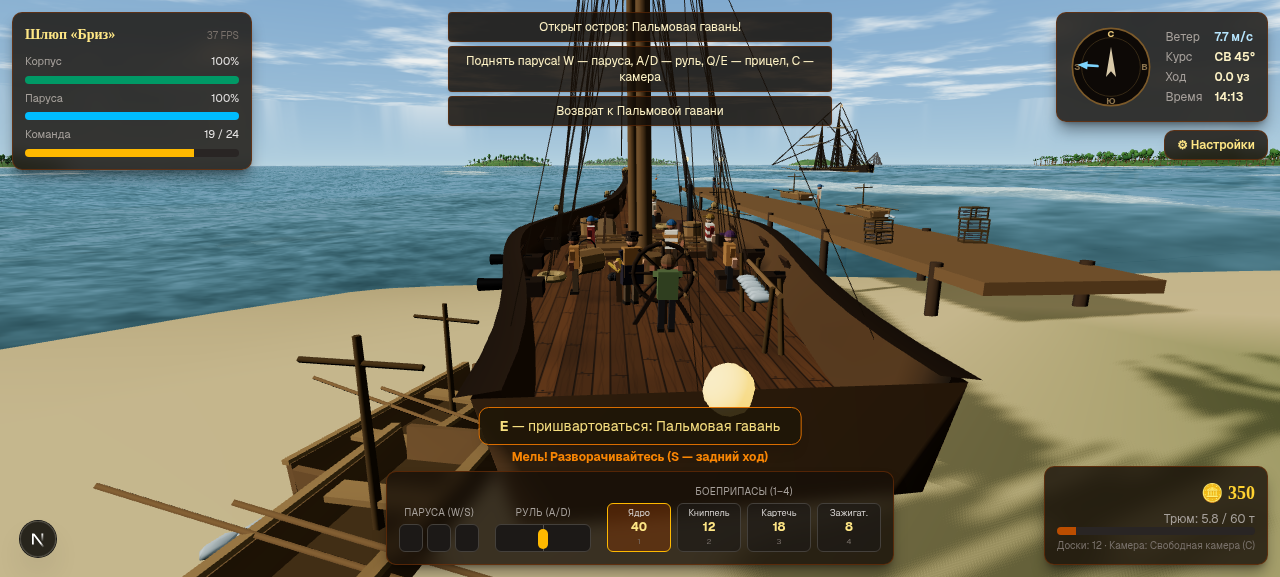 Шлюп «Бриз»
37 FPS
Корпус 100%
Паруса 100%
Команда 19 / 24
Открыт остров: Пальмовая гавань!
Поднять паруса! W — паруса, A/D — руль, Q/E — прицел, C —
камера
Возврат к Пальмовой гавани
С
З
В
Ю
Ветер 7.7 м/с
Курс СВ 45°
Ход 0.0 уз
Время 14:13
⚙ Настройки
E — пришвартоваться: Пальмовая гавань
Мель! Разворачивайтесь (S — задний ход)
ПАРУСА (W/S)
РУЛЬ (A/D)
БОЕПРИПАСЫ (1–4)
Ядро
40
1
Книппель
12
2
Картечь
18
3
Зажигат.
8
4
350
Трюм: 5.8 / 60 т
Доски: 12 · Камера: Свободная камера (C)
N